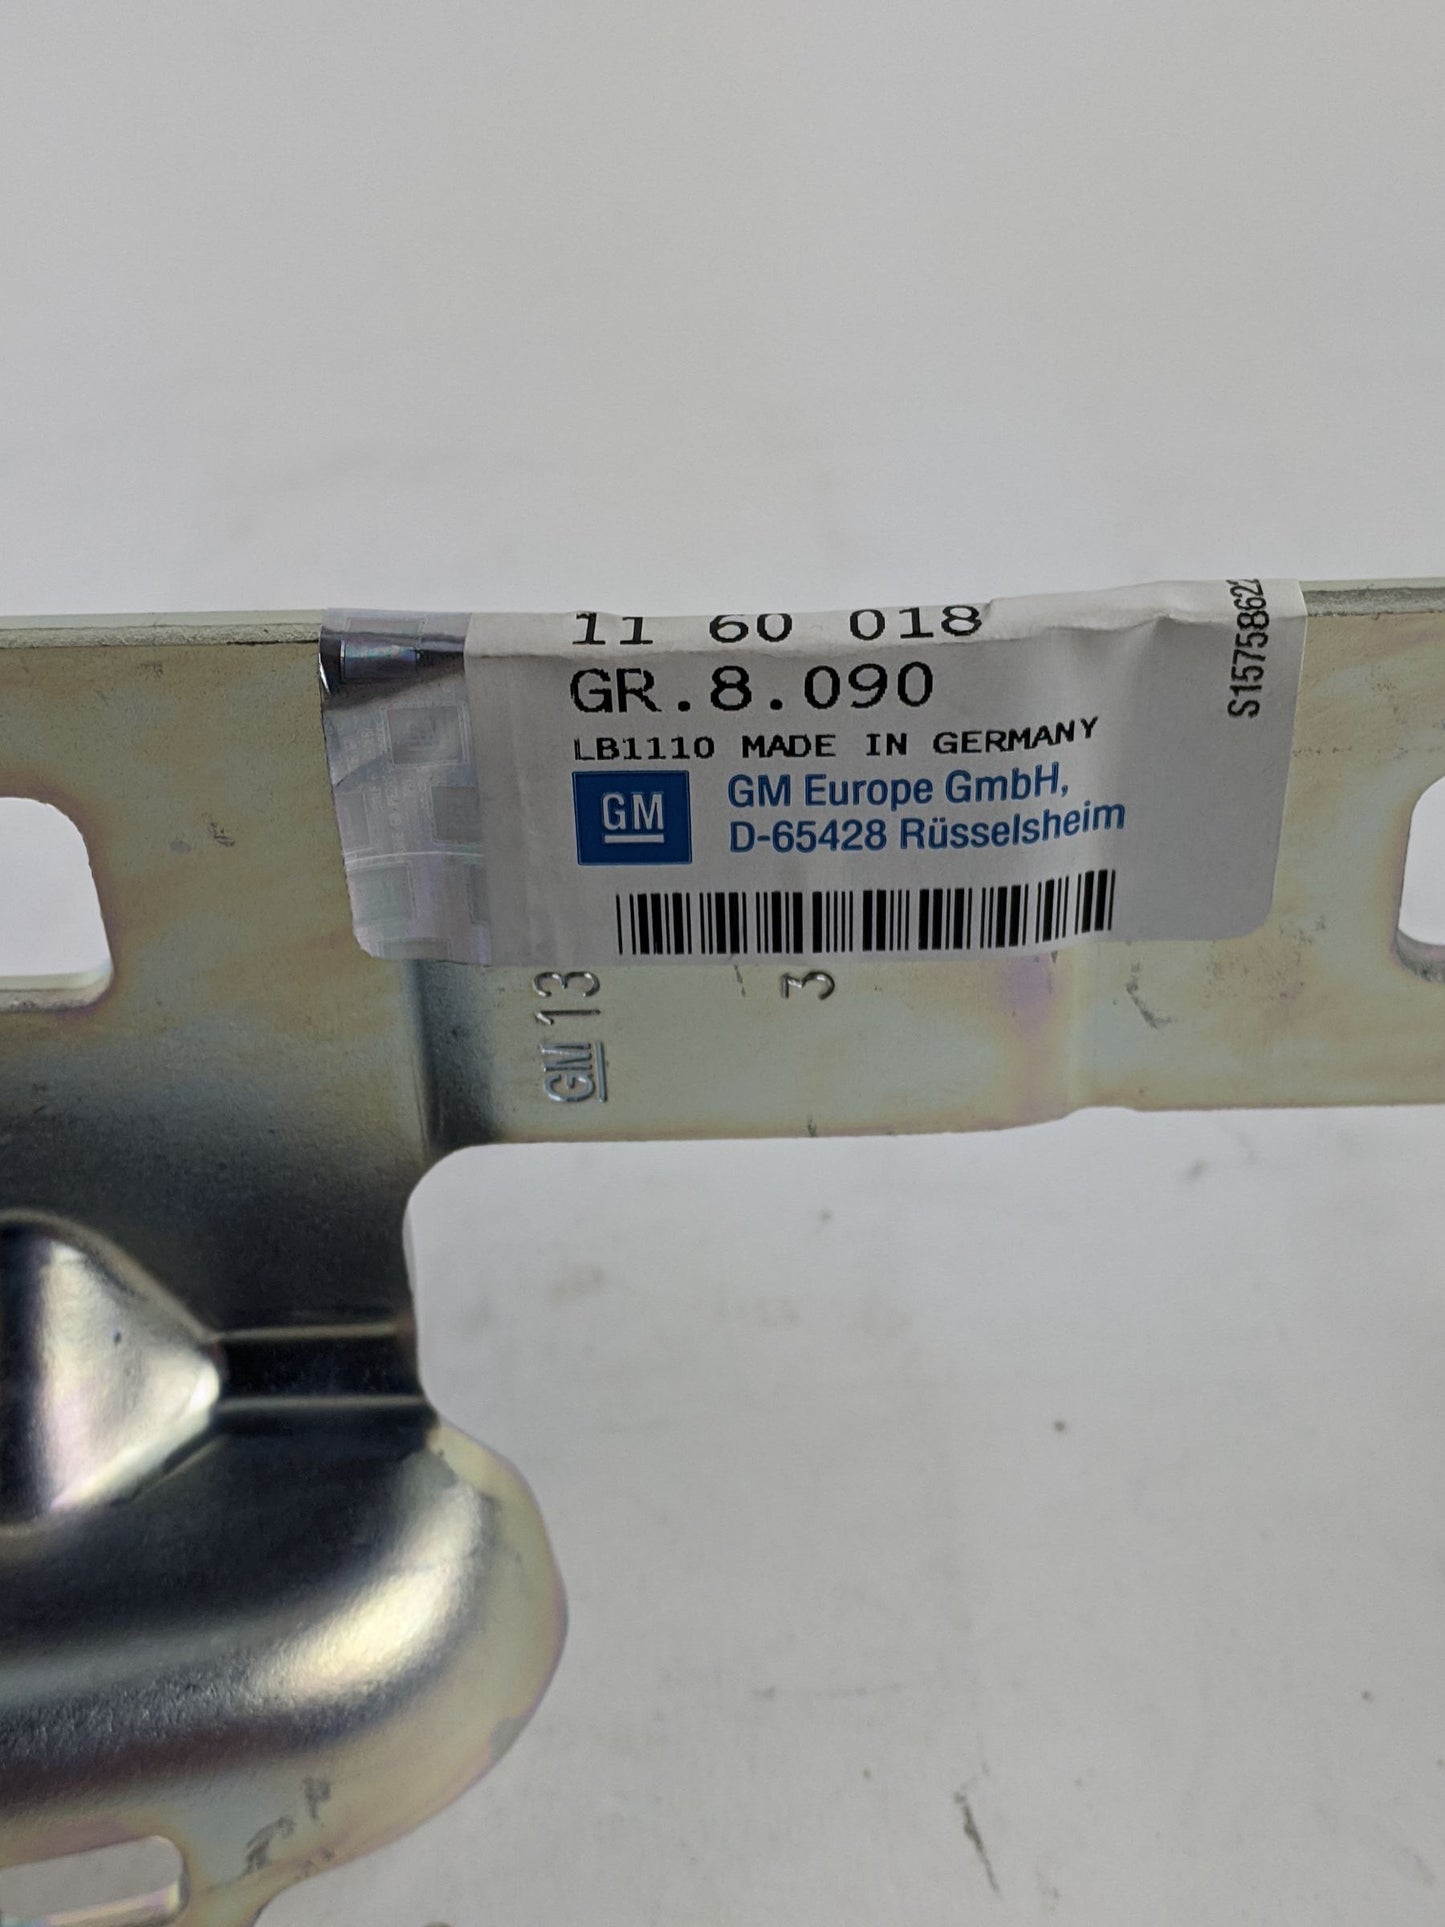 11 60 018
GR.8.090
LB1110 MADE IN GERMANY
GM
GM Europe GmbH,
D-65428 Rüsselsheim
GM 13
3